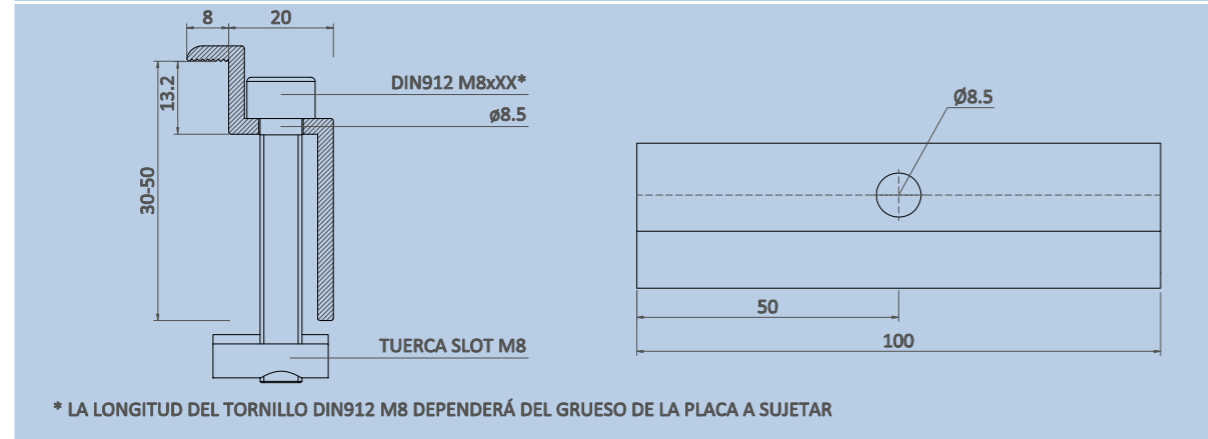 8
20
13.2
30-50
DIN912 M8xXX*
ø8.5
TUERCA SLOT M8
Ø8.5
50
100
* LA LONGITUD DEL TORNILLO DIN912 M8 DEPENDERÁ DEL GRUESO DE LA PLACA A SUJETAR